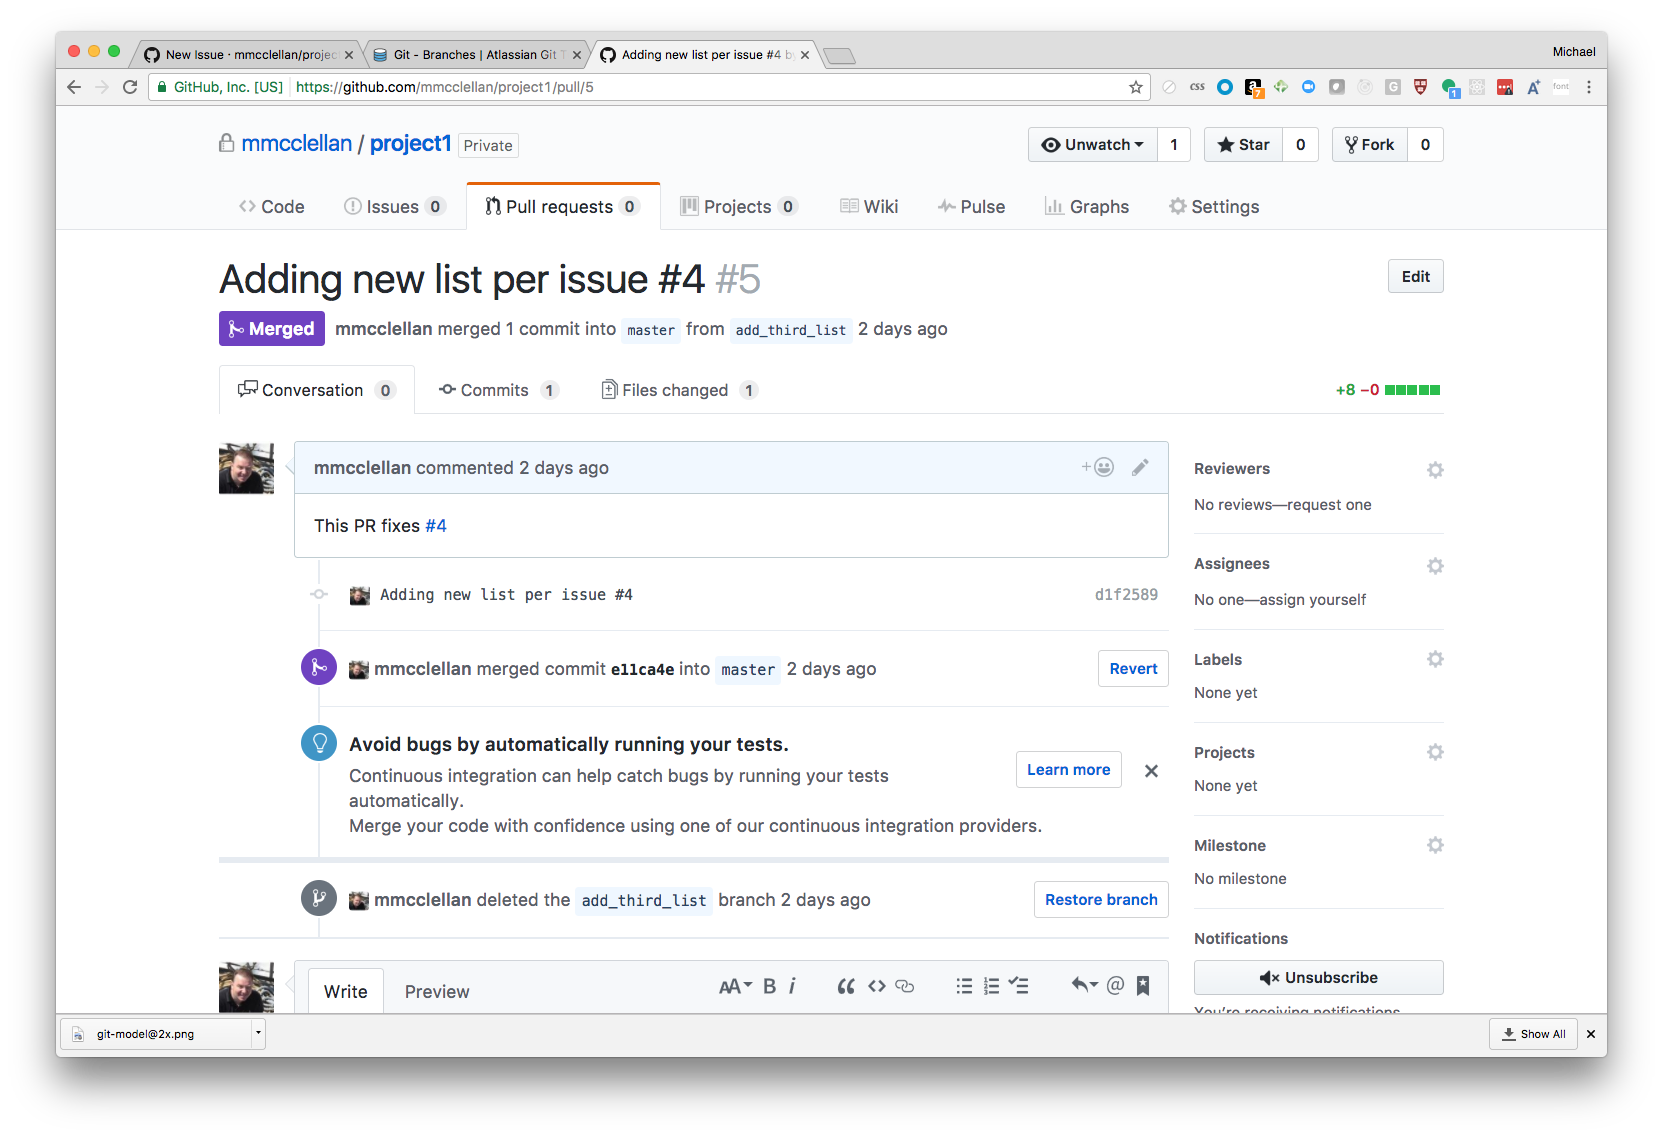 New Issue · mmcclellan/projec
Git - Branches | Atlassian Git T
Adding new list per issue #4 by
Michael
GitHub, Inc. [US] https://github.com/mmcclellan/project1/pull/5
mmcclellan / project1 Private
Unwatch 1 Star 0 Fork 0
Code Issues 0 Pull requests 0 Projects 0 Wiki Pulse Graphs Settings
Adding new list per issue #4 #5
Edit
Merged mmcclellan merged 1 commit into master from add_third_list 2 days ago
Conversation 0 Commits 1 Files changed 1
+8 −0
mmcclellan commented 2 days ago
This PR fixes #4
Adding new list per issue #4 d1f2589
mmcclellan merged commit e11ca4e into master 2 days ago
Revert
Avoid bugs by automatically running your tests.
Continuous integration can help catch bugs by running your tests
automatically.
Merge your code with confidence using one of our continuous integration providers.
Learn more
mmcclellan deleted the add_third_list branch 2 days ago
Restore branch
Write Preview
AA B i
Reviewers
No reviews—request one
Assignees
No one—assign yourself
Labels
None yet
Projects
None yet
Milestone
No milestone
Notifications
Unsubscribe
You're receiving notifications
git-model@2x.png
Show All